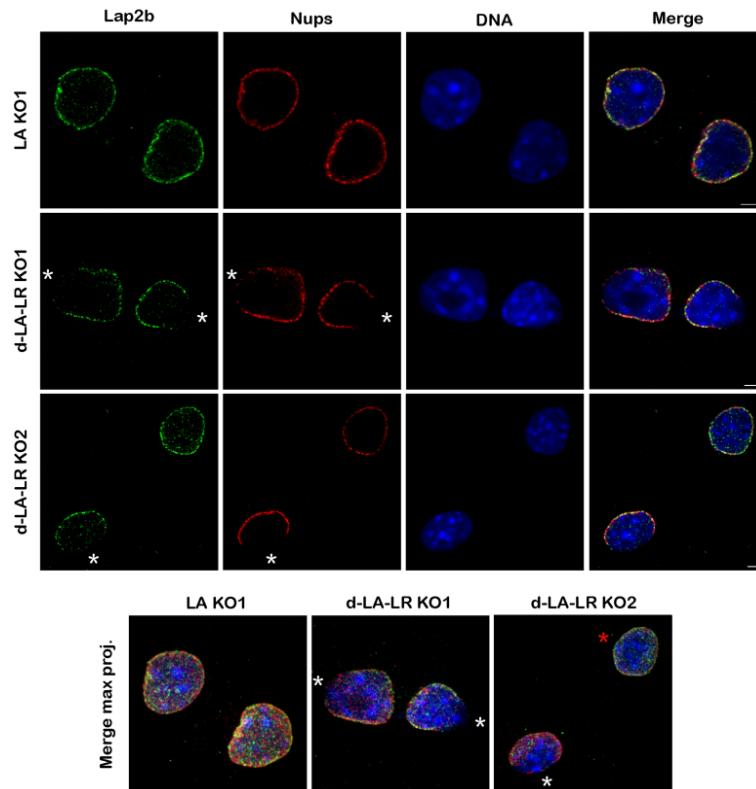 Lap2b Nups DNA Merge
LA KO1
* *
d-LA-LR KO1
* *
* *
d-LA-LR KO2
* *
LA KO1 d-LA-LR KO1 d-LA-LR KO2
Merge max proj.
* * * *